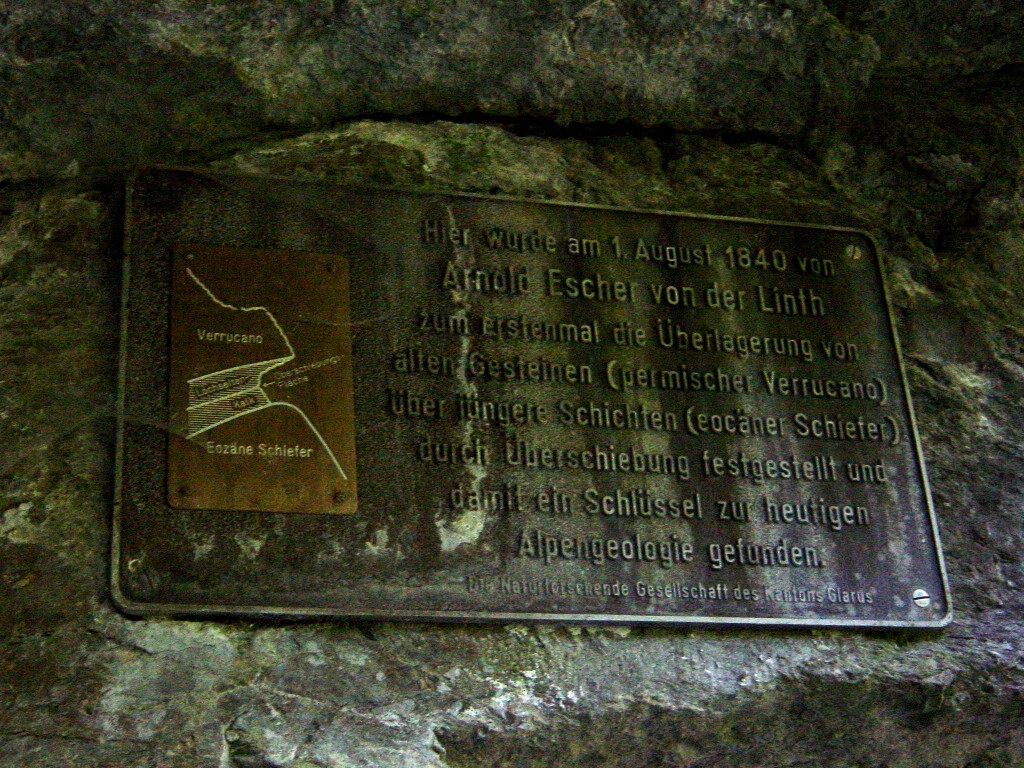 Hier wurde am 1. August 1840 von
Arnold Escher von der Linth
zum erstenmal die Überlagerung von
alten Gesteinen (permischer Verrucano)
über jüngere Schichten (eocäner Schiefer)
durch Überschiebung festgestellt und
damit ein Schlüssel zur heutigen
Alpengeologie gefunden.
Die Naturforschende Gesellschaft des Kantons Glarus
Verrucano
Kalk
Eozäne Schiefer